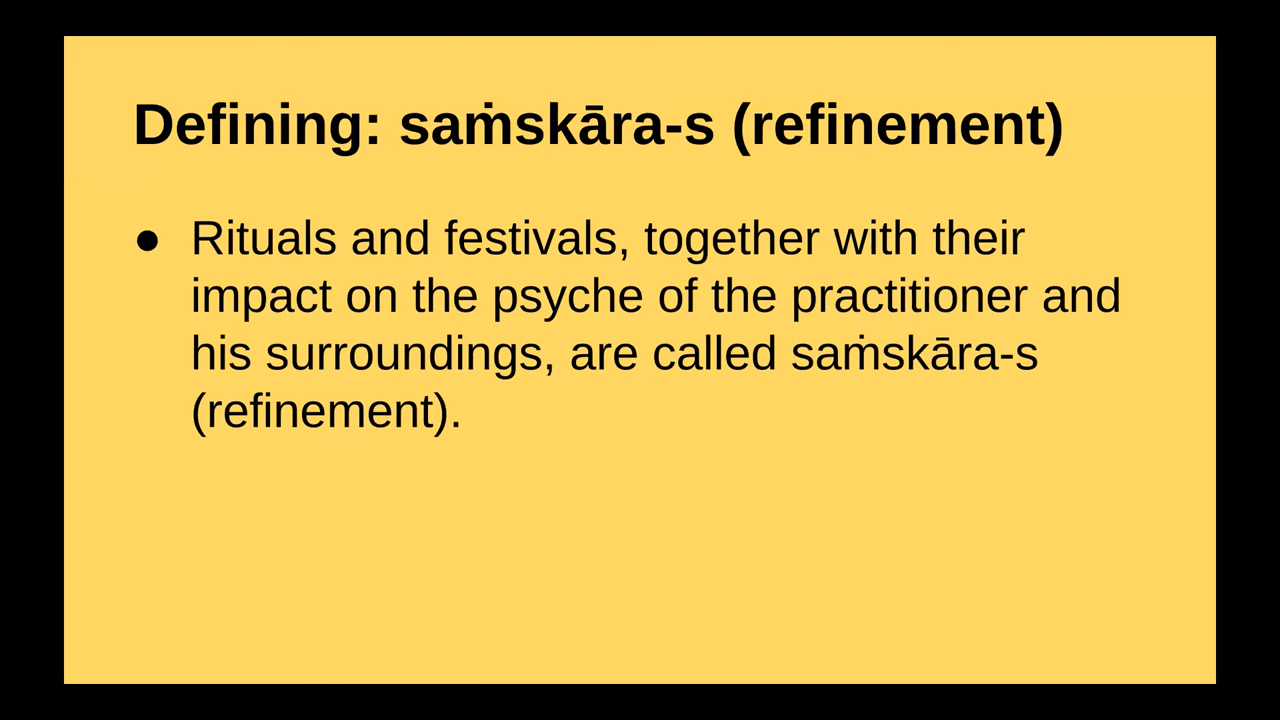 Defining: saṁskāra-s (refinement)
● Rituals and festivals, together with their
impact on the psyche of the practitioner and
his surroundings, are called saṁskāra-s
(refinement).